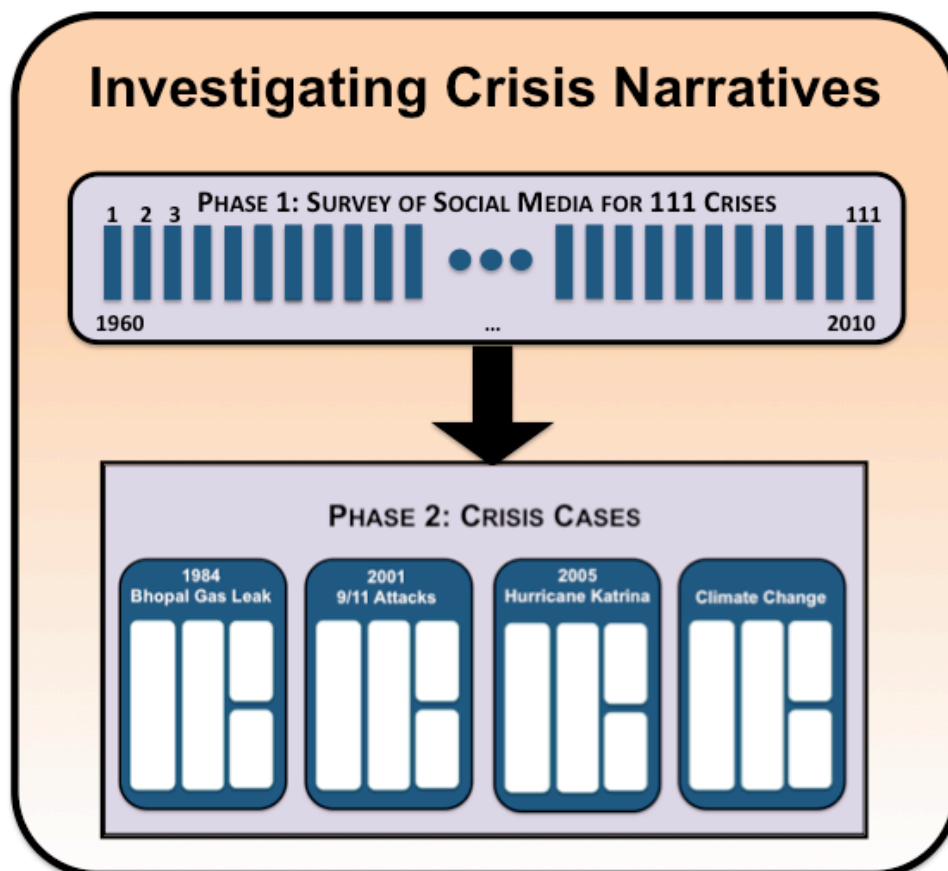 Investigating Crisis Narratives
PHASE 1: SURVEY OF SOCIAL MEDIA FOR 111 CRISES
1 2 3 111
1960 ... 2010
PHASE 2: CRISIS CASES
1984
Bhopal Gas Leak
2001
9/11 Attacks
2005
Hurricane Katrina
Climate Change